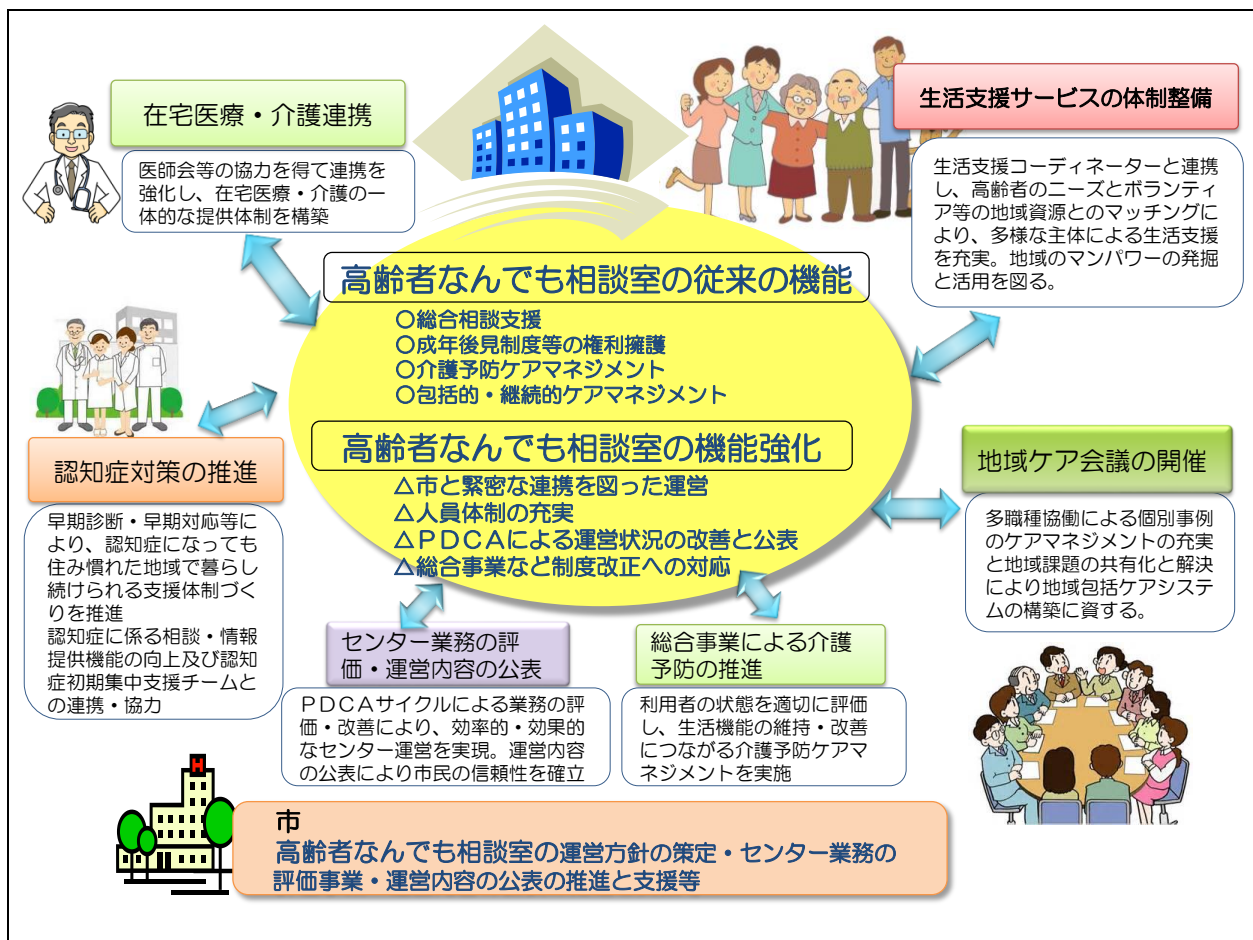 在宅医療・介護連携
医師会等の協力を得て連携を
強化し、在宅医療・介護の一
体的な提供体制を構築
生活支援サービスの体制整備
生活支援コーディネーターと連携
し、高齢者のニーズとボランティ
ア等の地域資源とのマッチングに
より、多様な主体による生活支援
を充実。地域のマンパワーの発掘
と活用を図る。
高齢者なんでも相談室の従来の機能
〇総合相談支援
〇成年後見制度等の権利擁護
〇介護予防ケアマネジメント
〇包括的・継続的ケアマネジメント
高齢者なんでも相談室の機能強化
△市と緊密な連携を図った運営
△人員体制の充実
△ＰＤＣＡによる運営状況の改善と公表
△総合事業など制度改正への対応
認知症対策の推進
早期診断・早期対応等によ
り、認知症になっても
住み慣れた地域で暮らし
続けられる支援体制づく
りを推進
認知症に係る相談・情報
提供機能の向上及び認知
症初期集中支援チームと
の連携・協力
地域ケア会議の開催
多職種協働による個別事例
のケアマネジメントの充実
と地域課題の共有化と解決
により地域包括ケアシステ
ムの構築に資する。
センター業務の評
価・運営内容の公表
ＰＤＣＡサイクルによる業務の評
価・改善により、効率的・効果的
なセンター運営を実現。運営内容
の公表により市民の信頼性を確立
総合事業による介護
予防の推進
利用者の状態を適切に評価
し、生活機能の維持・改善
につながる介護予防ケアマ
ネジメントを実施
H
市
高齢者なんでも相談室の運営方針の策定・センター業務の
評価事業・運営内容の公表の推進と支援等